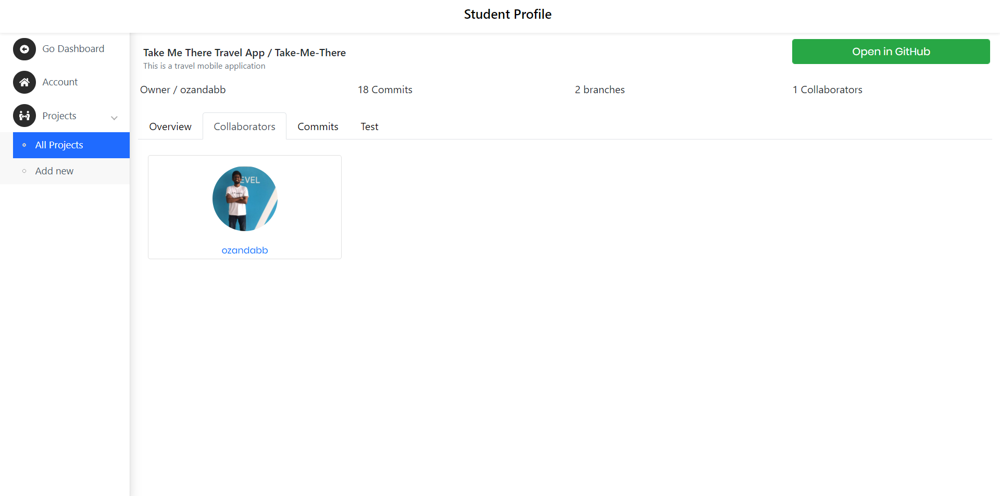 Student Profile
Go Dashboard
Account
Projects
All Projects
Add new
Take Me There Travel App / Take-Me-There
This is a travel mobile application
Open in GitHub
Owner / ozandabb
18 Commits
2 branches
1 Collaborators
Overview
Collaborators
Commits
Test
EVEL
ozandabb